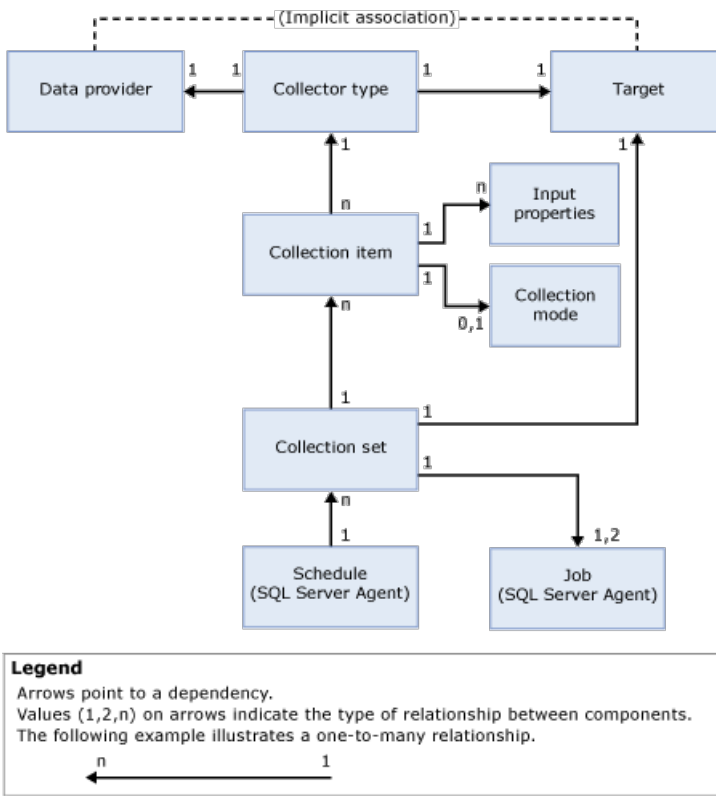 (Implicit association)
Data provider
1
1
Collector type
1
1
Target
1
1
n
n
Input
properties
1
Collection item
1
n
Collection
mode
0,1
1
1
Collection set
1
n
1
1,2
Schedule
(SQL Server Agent)
Job
(SQL Server Agent)
Legend
Arrows point to a dependency.
Values (1,2,n) on arrows indicate the type of relationship between components.
The following example illustrates a one-to-many relationship.
n
1